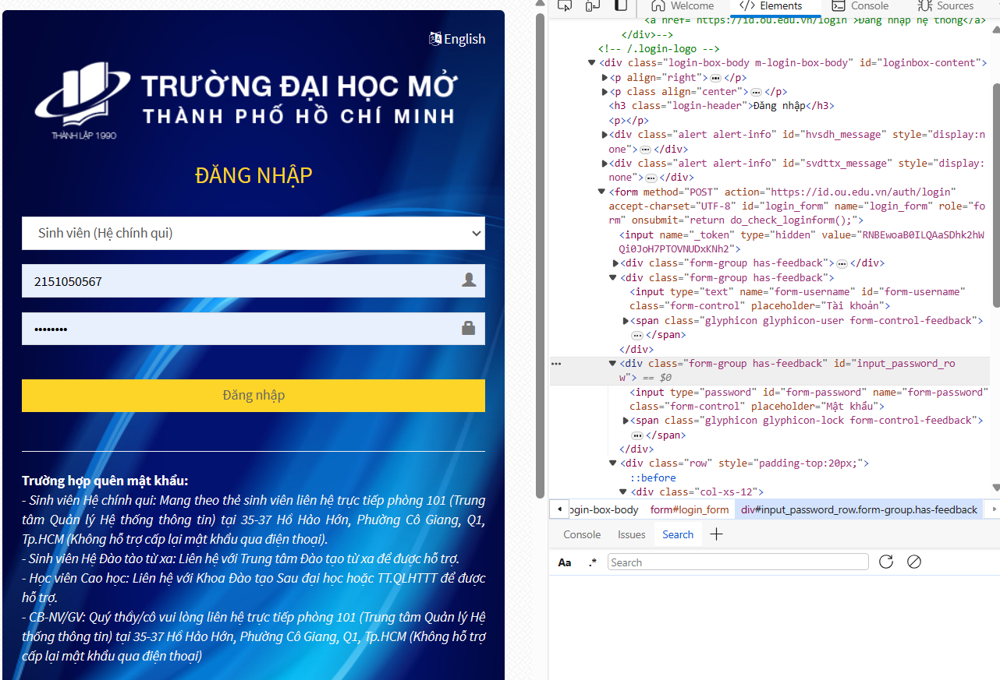 English
TRƯỜNG ĐẠI HỌC MỞ
THÀNH PHỐ HỒ CHÍ MINH
THÀNH LẬP 1990
ĐĂNG NHẬP
Sinh viên (Hệ chính qui)
2151050567
••••••••
Đăng nhập
Trường hợp quên mật khẩu:
- Sinh viên Hệ chính qui: Mang theo thẻ sinh viên liên hệ trực tiếp phòng 101 (Trung
tâm Quản lý Hệ thống thông tin) tại 35-37 Hồ Hảo Hớn, Phường Cô Giang, Q1,
Tp.HCM (Không hỗ trợ cấp lại mật khẩu qua điện thoại).
- Sinh viên Hệ Đào tào từ xa: Liên hệ với Trung tâm Đào tạo từ xa để được hỗ trợ.
- Học viên Cao học: Liên hệ với Khoa Đào tạo Sau đại học hoặc TT.QLHTTT để được
hỗ trợ.
- CB-NV/GV: Quý thầy/cô vui lòng liên hệ trực tiếp phòng 101 (Trung tâm Quản lý Hệ
thống thông tin) tại 35-37 Hồ Hảo Hớn, Phường Cô Giang, Q1, Tp.HCM (Không hỗ trợ
cấp lại mật khẩu qua điện thoại)
Welcome
</> Elements
Console
Sources
<a href="https://id.ou.edu.vn/login">Đăng nhập hệ thống</a>
</div>-->
<!-- /.login-logo -->
<div class="login-box-body m-login-box-body" id="loginbox-content">
<p align="right"> ⋯ </p>
<p class align="center"> ⋯ </p>
<h3 class="login-header">Đăng nhập</h3>
<p></p>
<div class="alert alert-info" id="hvsdh_message" style="display:n
one"> ⋯ </div>
<div class="alert alert-info" id="svdttx_message" style="display:
none"> ⋯ </div>
<form method="POST" action="https://id.ou.edu.vn/auth/login"
accept-charset="UTF-8" id="login_form" name="login_form" role="fo
rm" onsubmit="return do_check_loginform();">
<input name="_token" type="hidden" value="RNBEwoaB0ILQAaSDhk2hW
Qi0JoH7PTOVNUDxKNh2">
<div class="form-group has-feedback"> ⋯ </div>
<div class="form-group has-feedback">
<input type="text" name="form-username" id="form-username"
class="form-control" placeholder="Tài khoản">
<span class="glyphicon glyphicon-user form-control-feedback">
⋯ </span>
</div>
<div class="form-group has-feedback" id="input_password_ro
w"> == $0
<input type="password" id="form-password" name="form-password"
class="form-control" placeholder="Mật khẩu">
<span class="glyphicon glyphicon-lock form-control-feedback">
⋯ </span>
</div>
<div class="row" style="padding-top:20px;">
::before
<div class="col-xs-12">
ogin-box-body form#login_form div#input_password_row.form-group.has-feedback
Console Issues Search +
Aa .* Search